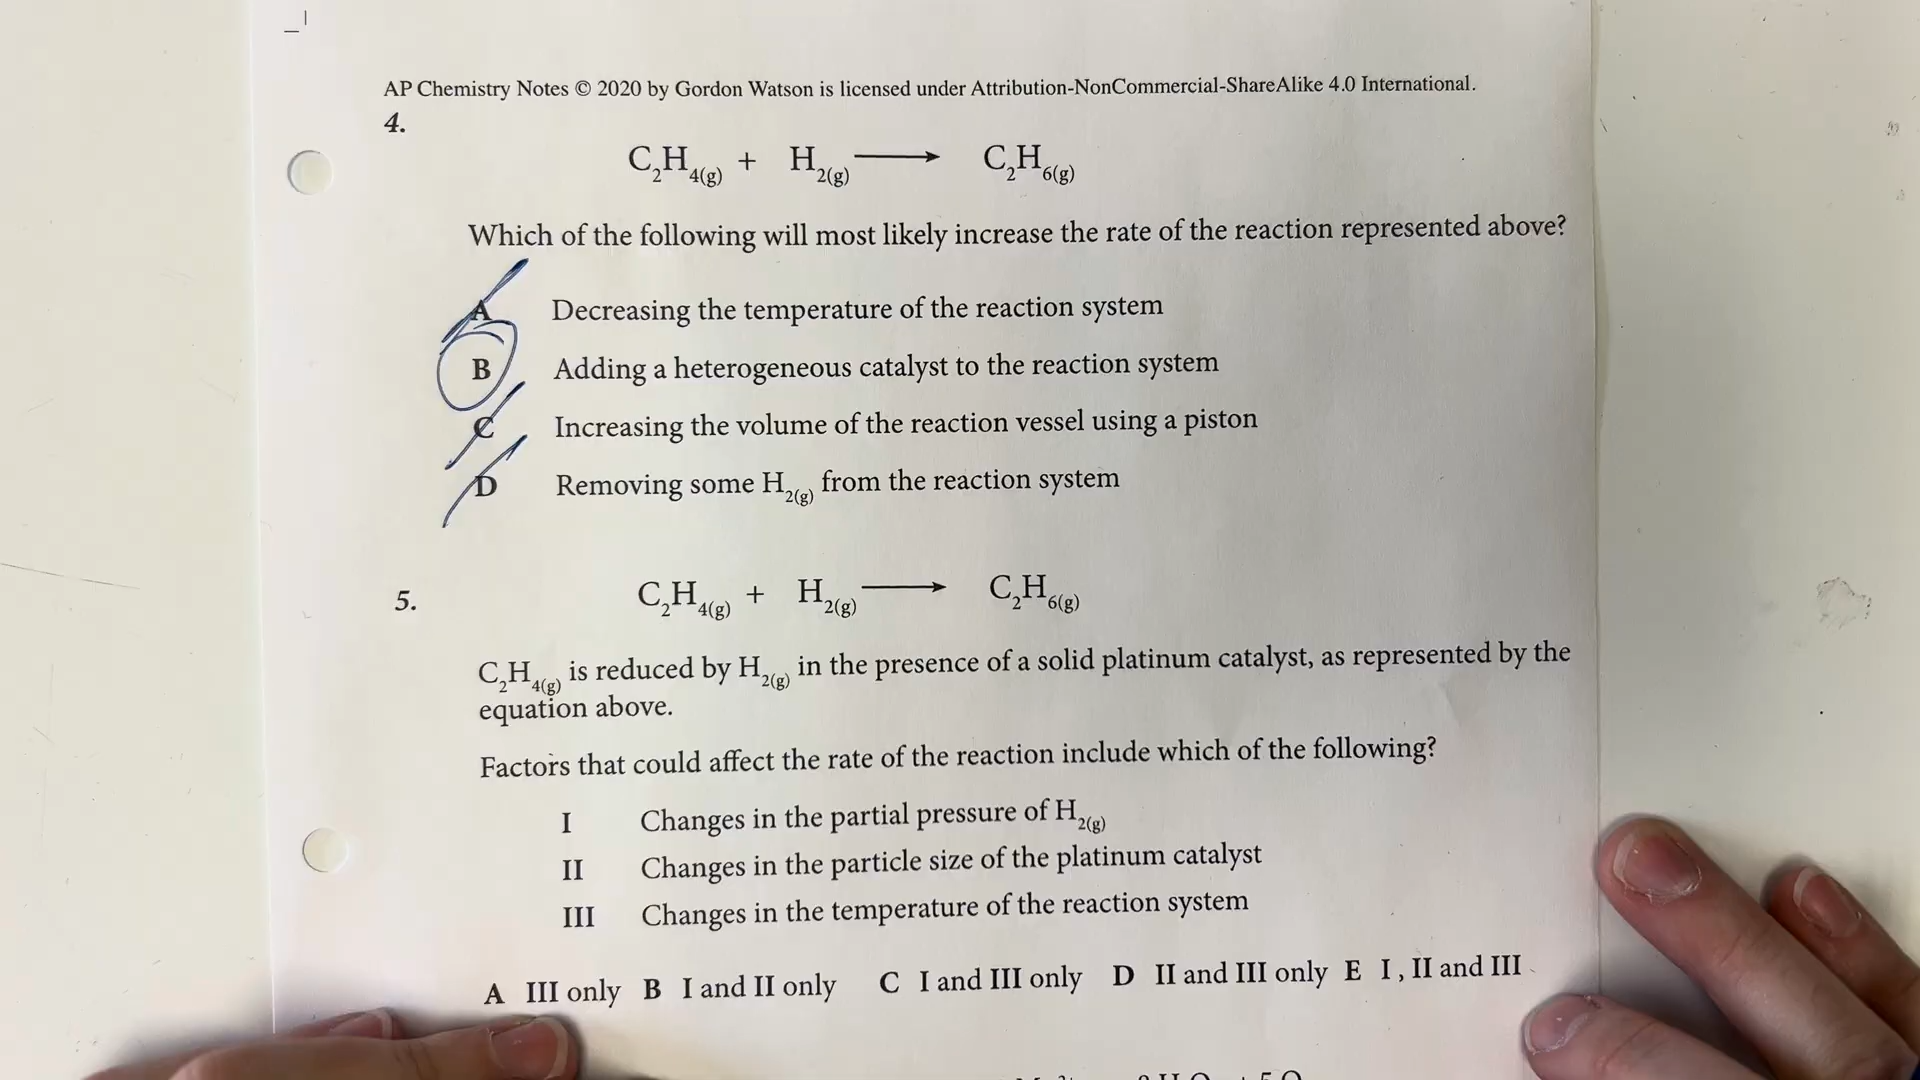 AP Chemistry Notes © 2020 by Gordon Watson is licensed under Attribution-NonCommercial-ShareAlike 4.0 International.
4.
C₂H₄(g) + H₂(g) ⟶ C₂H₆(g)
Which of the following will most likely increase the rate of the reaction represented above?
A Decreasing the temperature of the reaction system
B Adding a heterogeneous catalyst to the reaction system
C Increasing the volume of the reaction vessel using a piston
D Removing some H₂(g) from the reaction system
5. C₂H₄(g) + H₂(g) ⟶ C₂H₆(g)
C₂H₄(g) is reduced by H₂(g) in the presence of a solid platinum catalyst, as represented by the
equation above.
Factors that could affect the rate of the reaction include which of the following?
I Changes in the partial pressure of H₂(g)
II Changes in the particle size of the platinum catalyst
III Changes in the temperature of the reaction system
A III only B I and II only C I and III only D II and III only E I , II and III